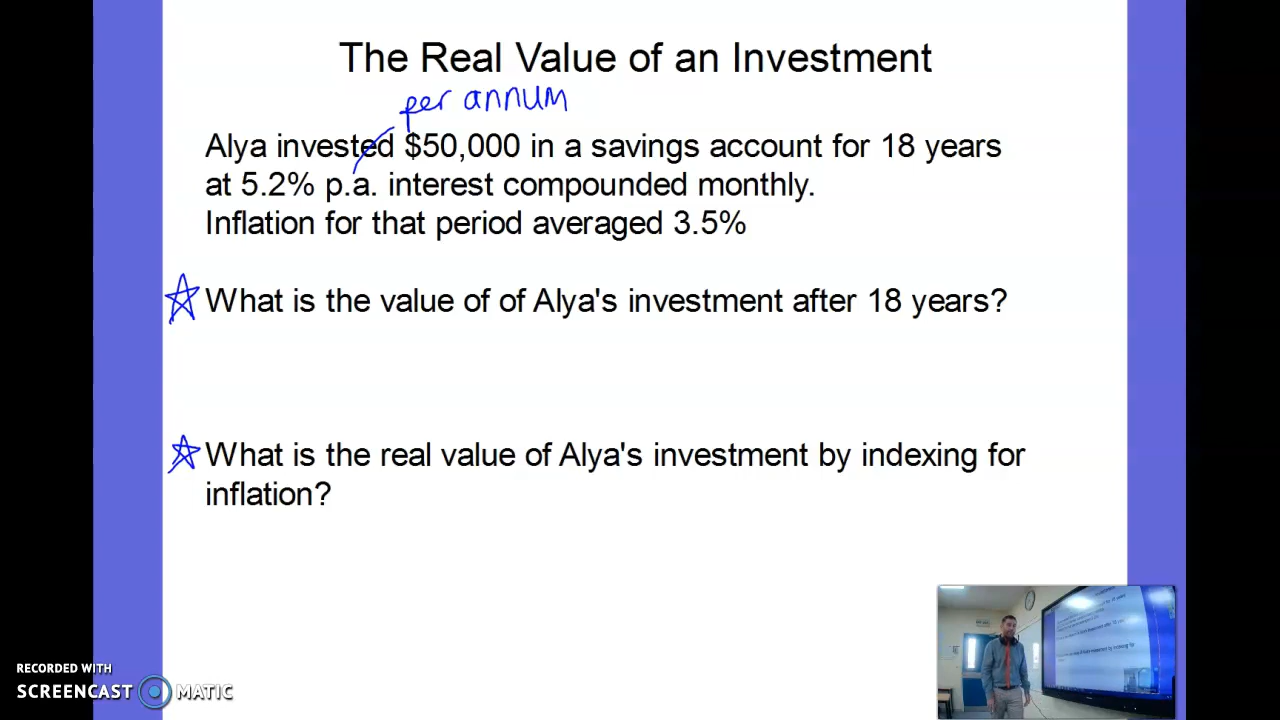 The Real Value of an Investment
per annum
Alya invested $50,000 in a savings account for 18 years
at 5.2% p.a. interest compounded monthly.
Inflation for that period averaged 3.5%
What is the value of of Alya's investment after 18 years?
What is the real value of Alya's investment by indexing for
inflation?
RECORDED WITH
SCREENCAST MATIC